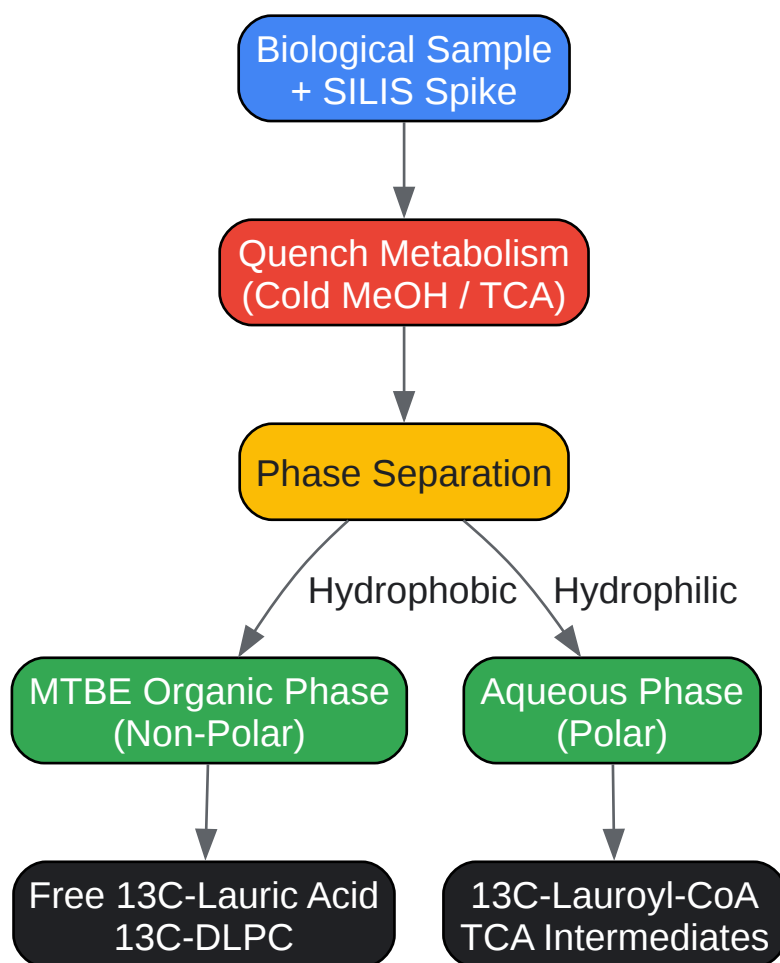 Biological Sample
+ SILIS Spike
Quench Metabolism
(Cold MeOH / TCA)
Phase Separation
Hydrophobic
Hydrophilic
MTBE Organic Phase
(Non-Polar)
Aqueous Phase
(Polar)
Free 13C-Lauric Acid
13C-DLPC
13C-Lauroyl-CoA
TCA Intermediates